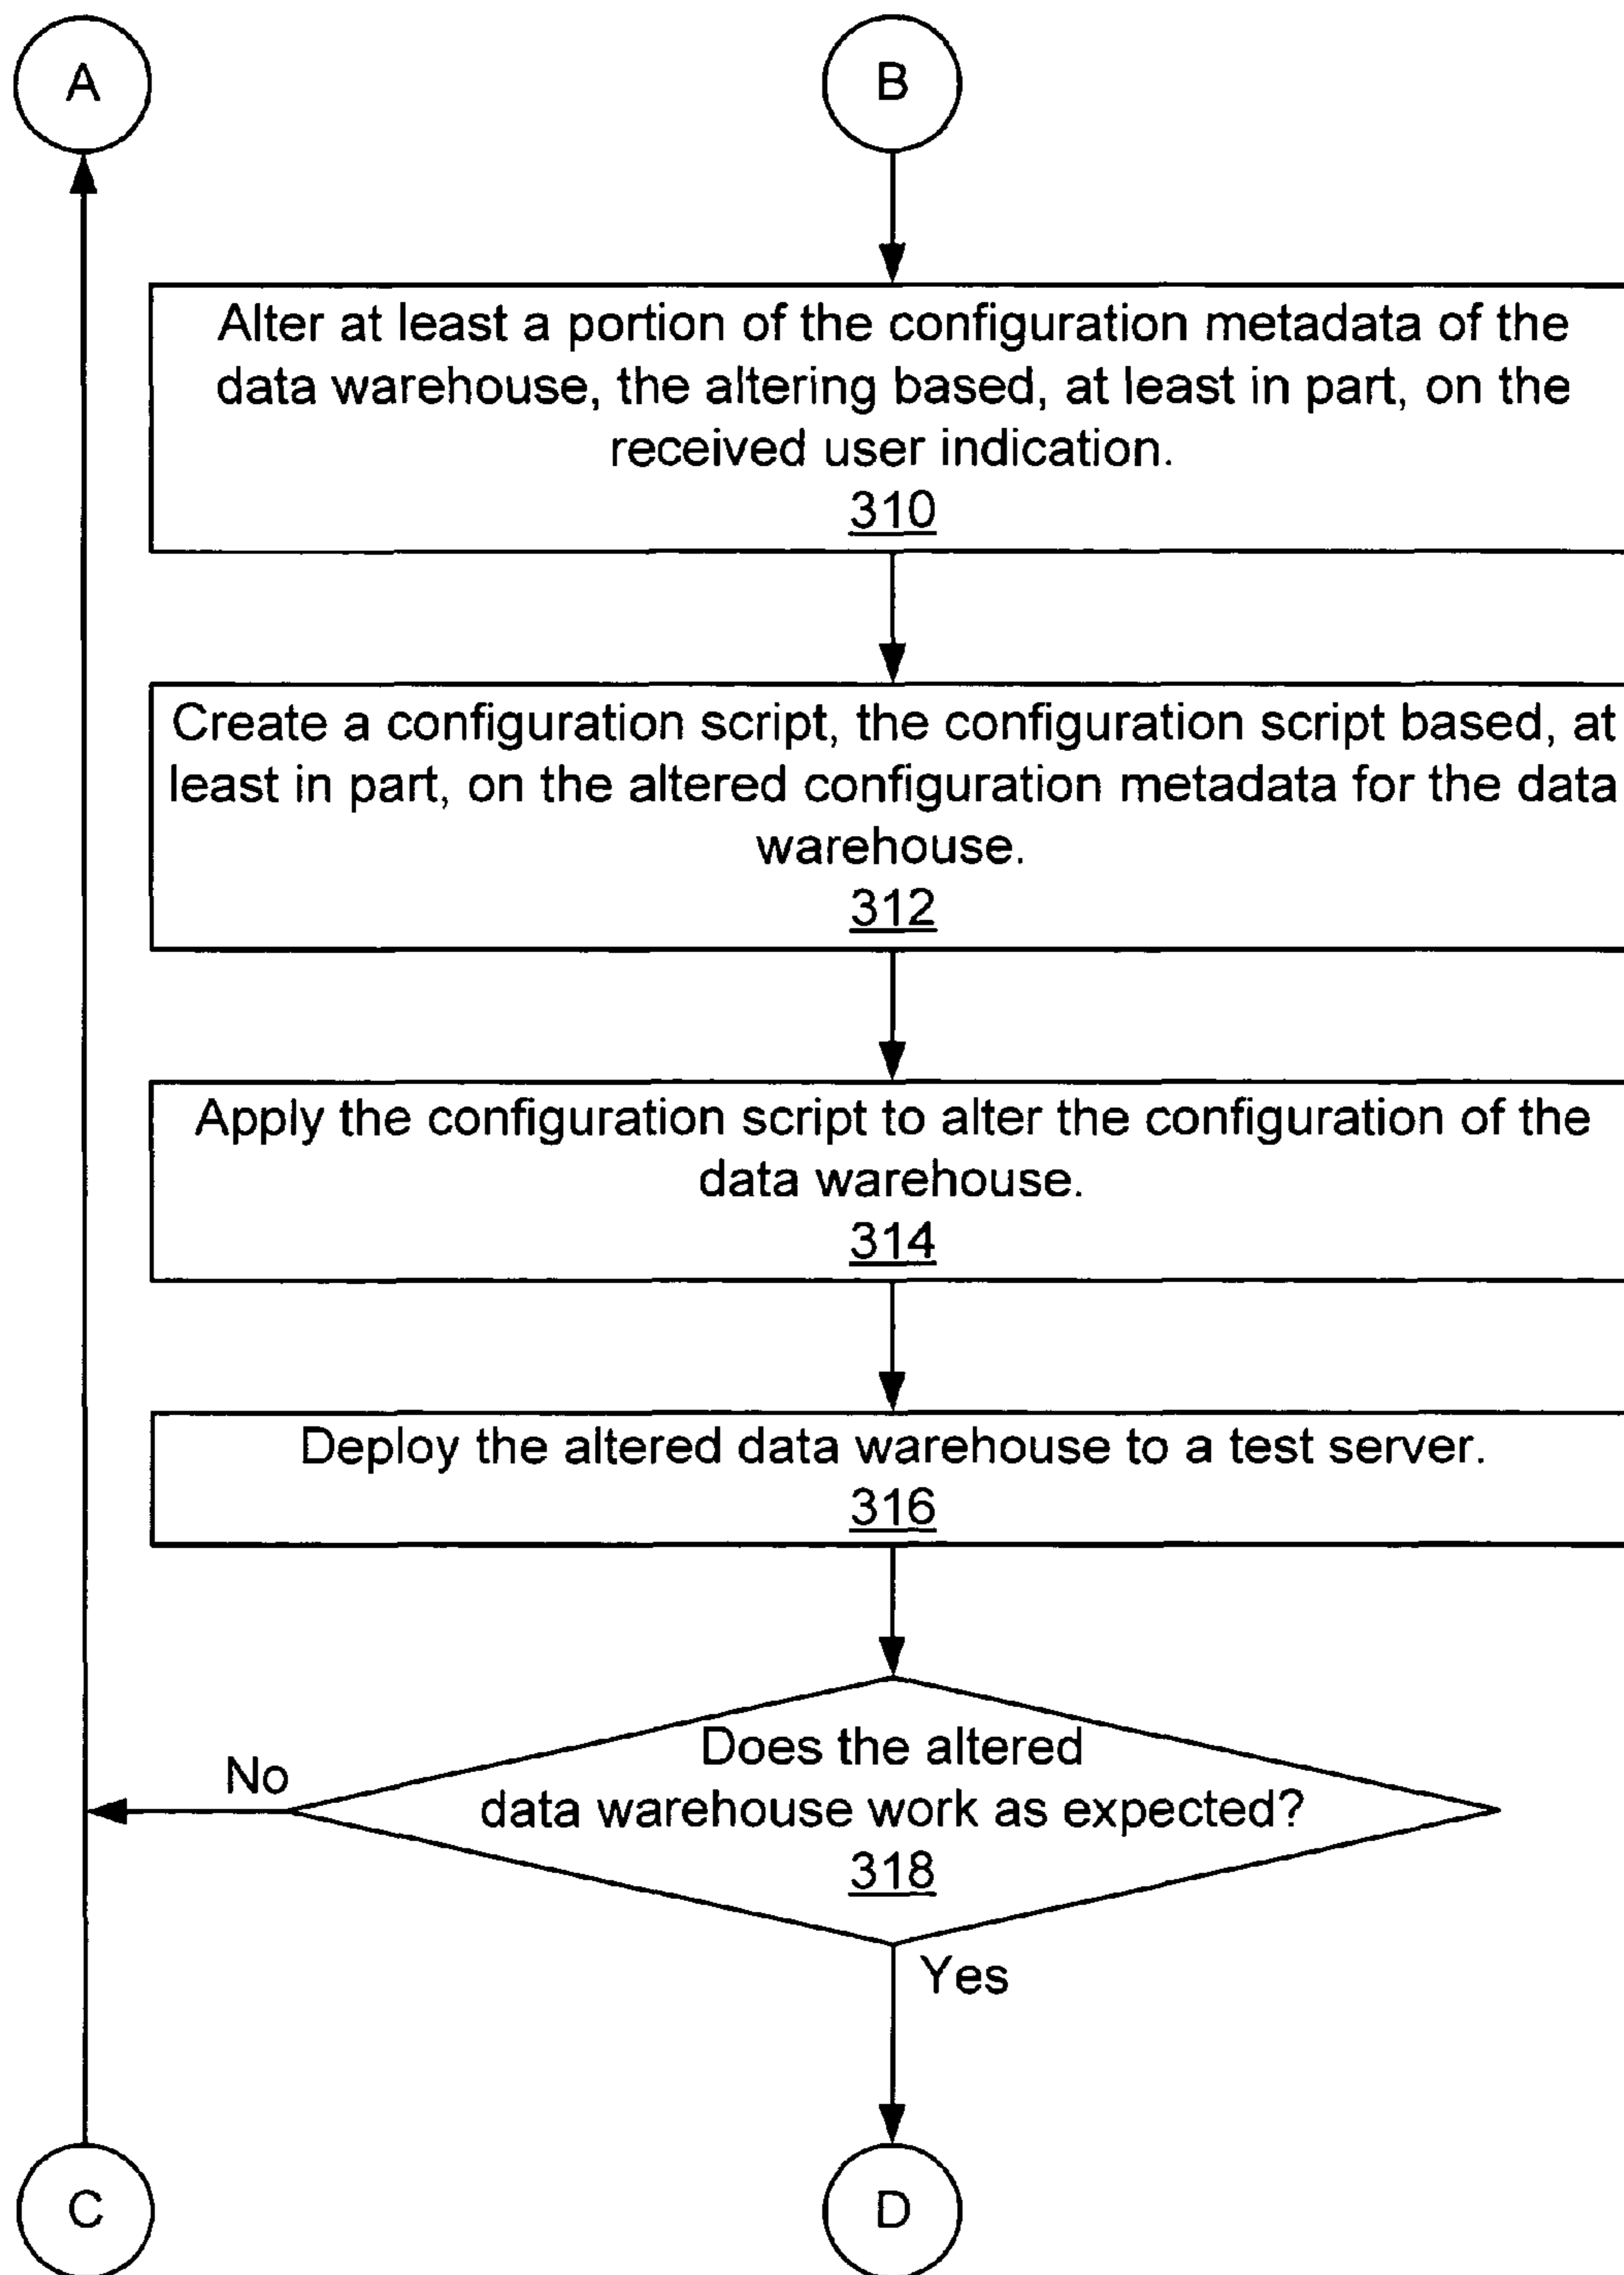 A
B
Alter at least a portion of the configuration metadata of the
data warehouse, the altering based, at least in part, on the
received user indication.
310
Create a configuration script, the configuration script based, at
least in part, on the altered configuration metadata for the data
warehouse.
312
Apply the configuration script to alter the configuration of the
data warehouse.
314
Deploy the altered data warehouse to a test server.
316
Does the altered
data warehouse work as expected?
318
No
Yes
C
D